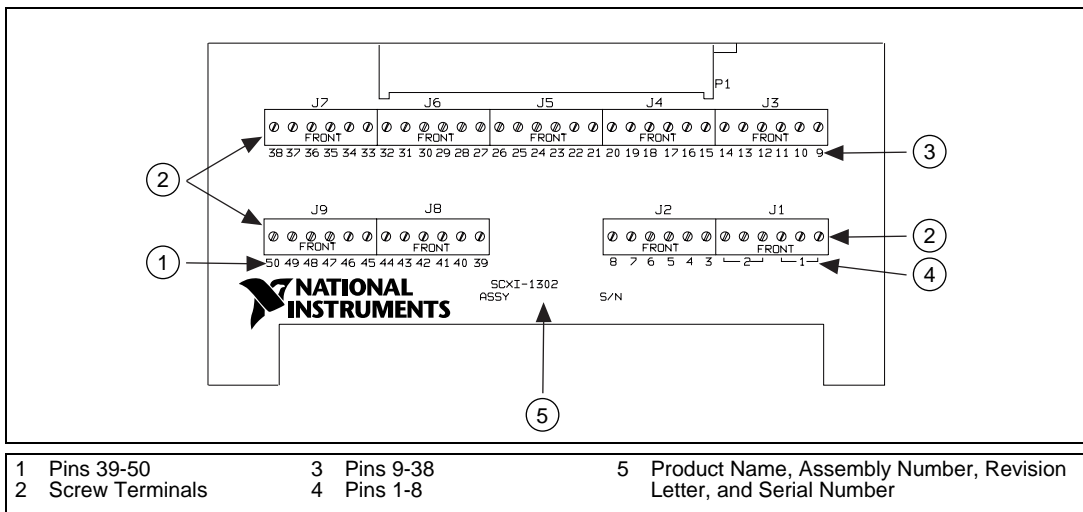 P1
J7 J6 J5 J4 J3
FRONT FRONT FRONT FRONT FRONT
38 37 36 35 34 33 32 31 30 29 28 27 26 25 24 23 22 21 20 19 18 17 16 15 14 13 12 11 10 9
3
2
J9 J8 J2 J1
FRONT FRONT FRONT FRONT
2
1
50 49 48 47 46 45 44 43 42 41 40 39 8 7 6 5 4 3 2 1
4
NATIONAL
INSTRUMENTS
SCXI-1302
ASSY S/N
5
1 Pins 39-50
2 Screw Terminals
3 Pins 9-38
4 Pins 1-8
5 Product Name, Assembly Number, Revision
Letter, and Serial Number